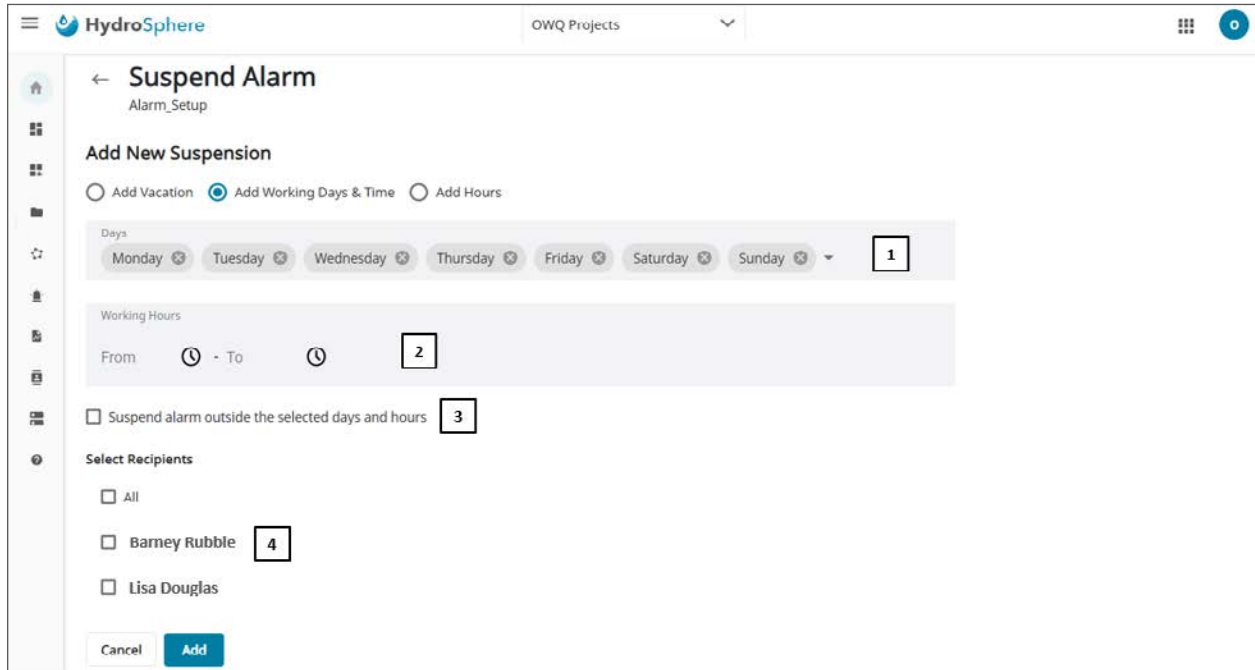 HydroSphere OWQ Projects O
Suspend Alarm
Alarm_Setup
Add New Suspension
Add Vacation Add Working Days & Time Add Hours
Days
Monday Tuesday Wednesday Thursday Friday Saturday Sunday 1
Working Hours
From - To 2
Suspend alarm outside the selected days and hours 3
Select Recipients
All
Barney Rubble 4
Lisa Douglas
Cancel Add